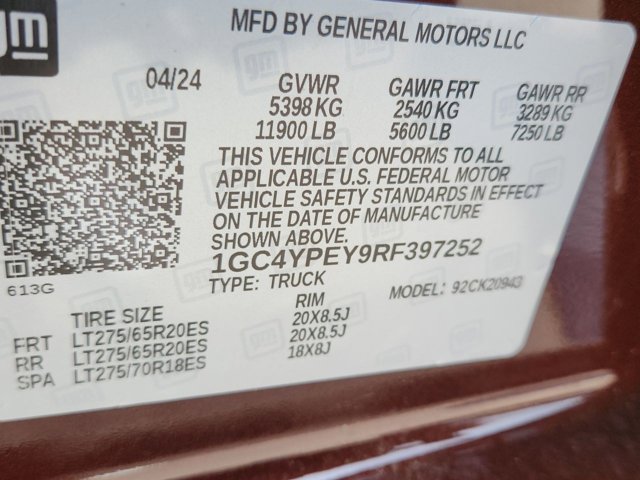 gm
MFD BY GENERAL MOTORS LLC
04/24 GVWR GAWR FRT GAWR RR
5398 KG 2540 KG 3289 KG
11900 LB 5600 LB 7250 LB
THIS VEHICLE CONFORMS TO ALL
APPLICABLE U.S. FEDERAL MOTOR
VEHICLE SAFETY STANDARDS IN EFFECT
ON THE DATE OF MANUFACTURE
SHOWN ABOVE.
1GC4YPEY9RF397252
613G
TYPE: TRUCK MODEL: 92CK20943
TIRE SIZE RIM
FRT LT275/65R20ES 20X8.5J
RR LT275/65R20ES 20X8.5J
SPA LT275/70R18ES 18X8J